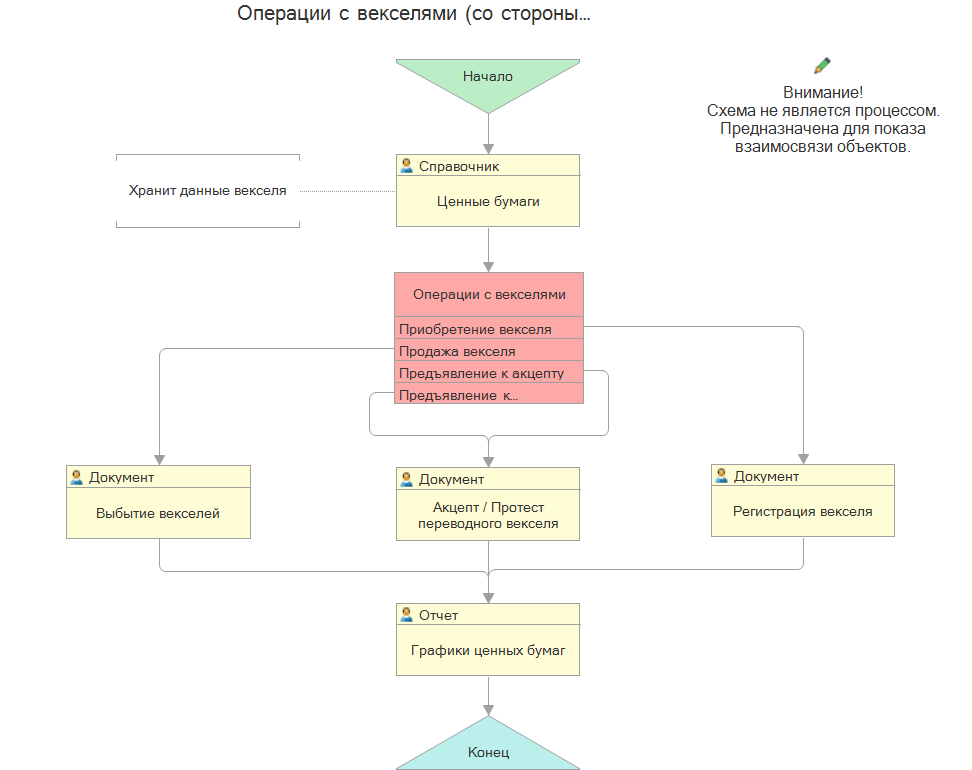 Операции с векселями (со стороны...
Начало
Внимание!
Схема не является процессом.
Предназначена для показа
взаимосвязи объектов.
Справочник
Хранит данные векселя
Ценные бумаги
Операции с векселями
Приобретение векселя
Продажа векселя
Предъявление к акцепту
Предъявление к...
Документ
Выбытие векселей
Документ
Акцепт / Протест
переводного векселя
Документ
Регистрация векселя
Отчет
Графики ценных бумаг
Конец